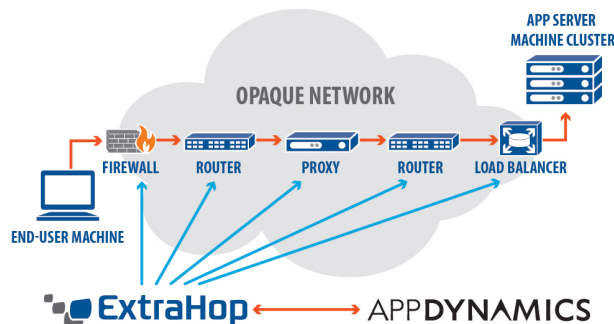 APP SERVER
MACHINE CLUSTER
OPAQUE NETWORK
FIREWALL
ROUTER
PROXY
ROUTER
LOAD BALANCER
END-USER MACHINE
ExtraHop
APPDYNAMICS